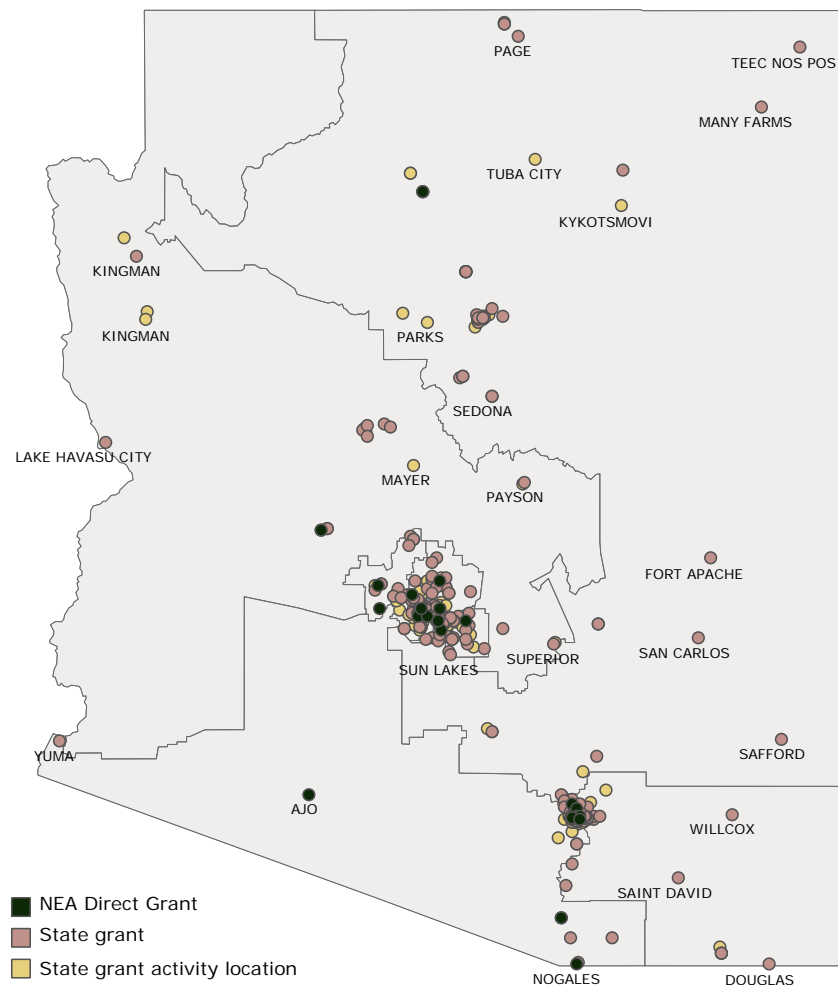 PAGE
TEEC NOS POS
MANY FARMS
TUBA CITY
KYKOTSMOVI
KINGMAN
KINGMAN
PARKS
SEDONA
LAKE HAVASU CITY
MAYER
PAYSON
FORT APACHE
SUN LAKES
SUPERIOR
SAN CARLOS
YUMA
SAFFORD
AJO
WILLCOX
SAINT DAVID
NEA Direct Grant
State grant
State grant activity location
NOGALES
DOUGLAS